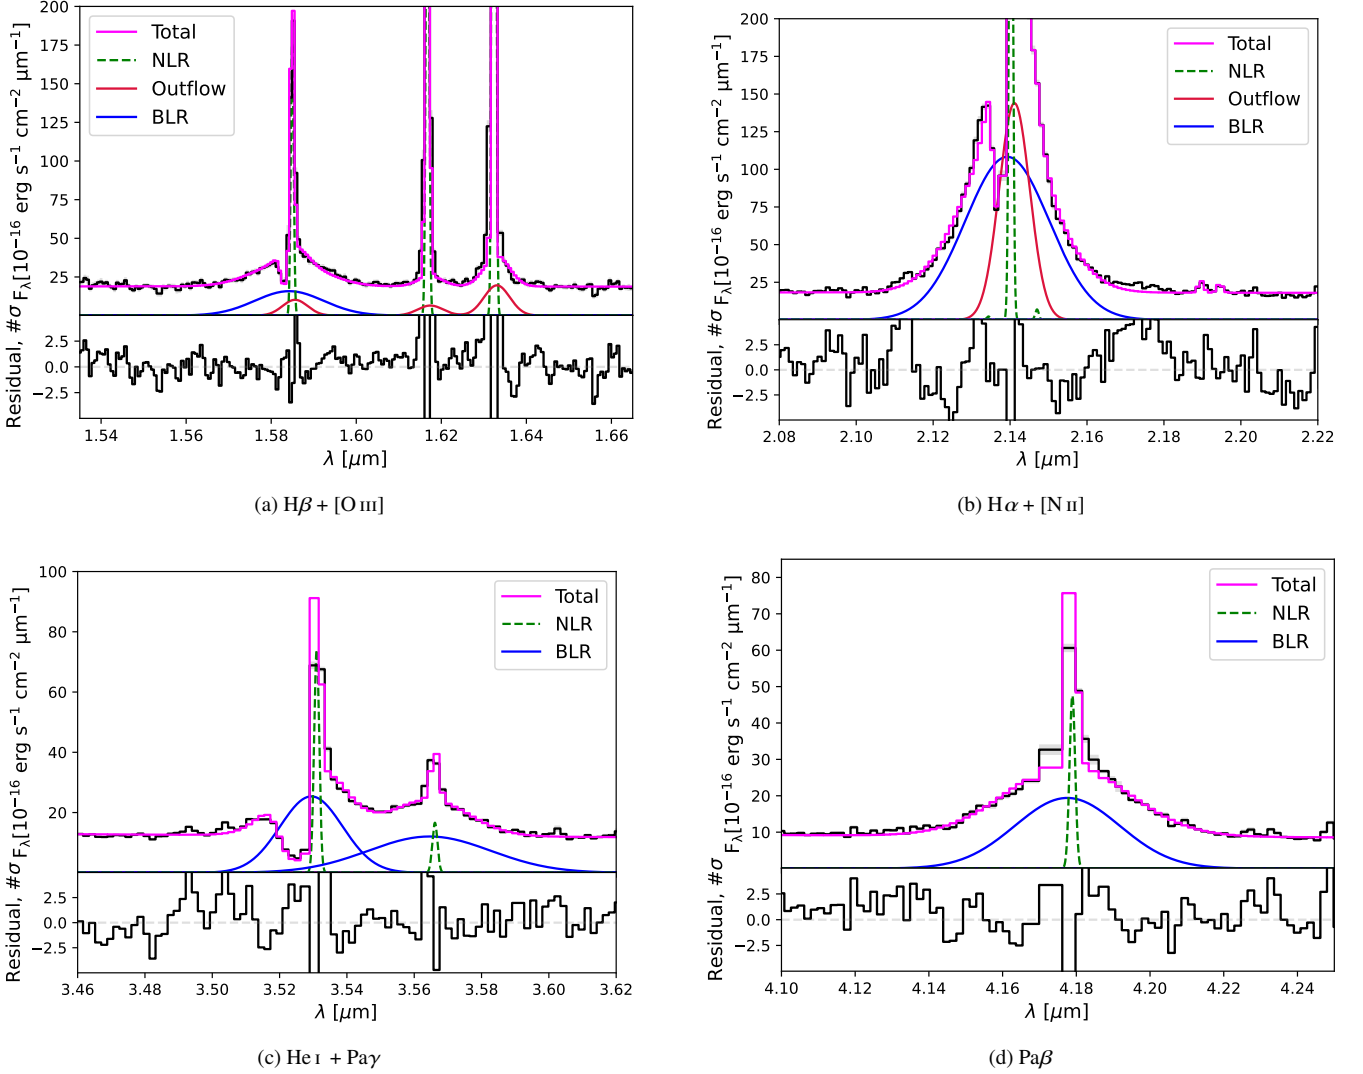 Residual, #σ F_λ[10⁻¹⁶ erg s⁻¹ cm⁻² μm⁻¹]
200
175
150
125
100
75
50
25
2.5
0.0
−2.5
Total
NLR
Outflow
BLR
1.54 1.56 1.58 1.60 1.62 1.64 1.66
λ [μm]
(a) Hβ + [O III]
Residual, #σ F_λ[10⁻¹⁶ erg s⁻¹ cm⁻² μm⁻¹]
200
175
150
125
100
75
50
25
2.5
0.0
−2.5
Total
NLR
Outflow
BLR
2.08 2.10 2.12 2.14 2.16 2.18 2.20 2.22
λ [μm]
(b) Hα + [N II]
Residual, #σ F_λ[10⁻¹⁶ erg s⁻¹ cm⁻² μm⁻¹]
100
80
60
40
20
2.5
0.0
−2.5
Total
NLR
BLR
3.46 3.48 3.50 3.52 3.54 3.56 3.58 3.60 3.62
λ [μm]
(c) He I + Paγ
Residual, #σ F_λ[10⁻¹⁶ erg s⁻¹ cm⁻² μm⁻¹]
80
70
60
50
40
30
20
10
2.5
0.0
−2.5
Total
NLR
BLR
4.10 4.12 4.14 4.16 4.18 4.20 4.22 4.24
λ [μm]
(d) Paβ